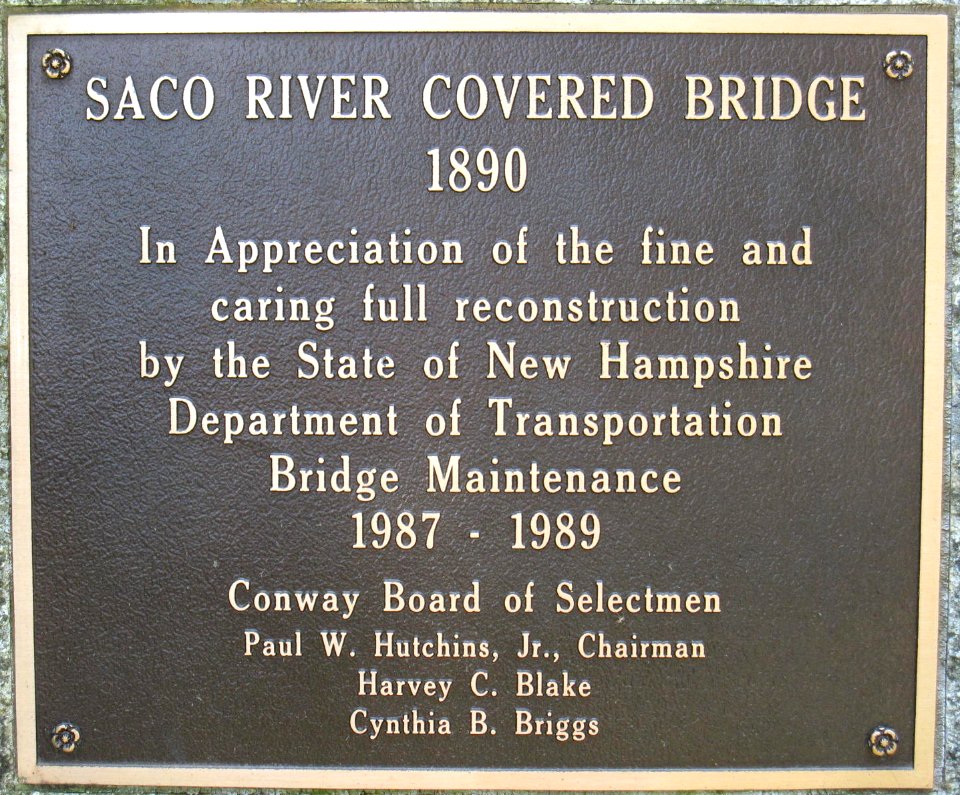 SACO RIVER COVERED BRIDGE
1890
In Appreciation of the fine and
caring full reconstruction
by the State of New Hampshire
Department of Transportation
Bridge Maintenance
1987 - 1989
Conway Board of Selectmen
Paul W. Hutchins, Jr., Chairman
Harvey C. Blake
Cynthia B. Briggs